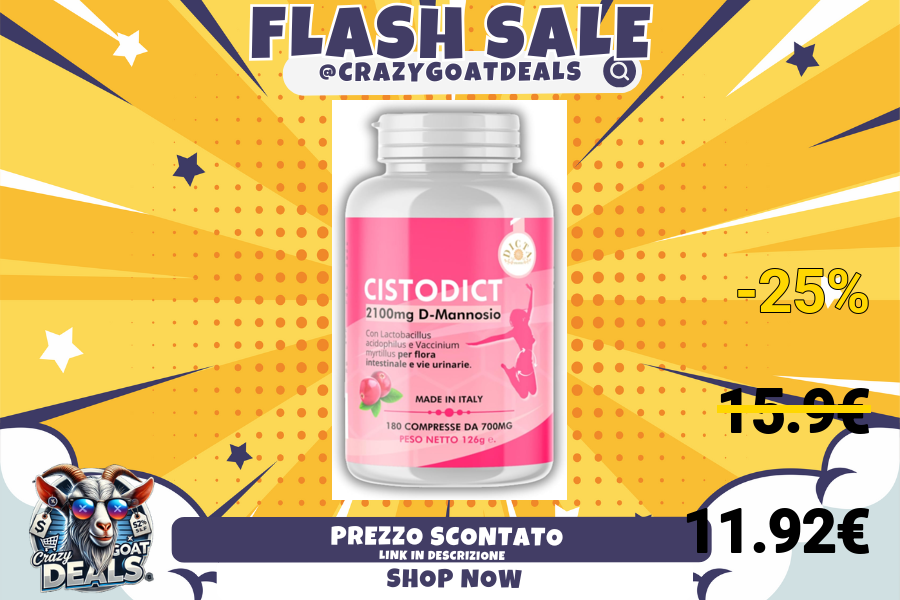 FLASH SALE
@CRAZYGOATDEALS
DICTA
CISTODICT
2100mg D-Mannosio
Con Lactobacillus
acidophilus e Vaccinium
myrtillus per flora
intestinale e vie urinarie.
MADE IN ITALY
180 COMPRESSE DA 700MG
PESO NETTO 126g e.
-25%
15.9€
11.92€
PREZZO SCONTATO
LINK IN DESCRIZIONE
SHOP NOW
$
Crazy
GOAT
DEALS